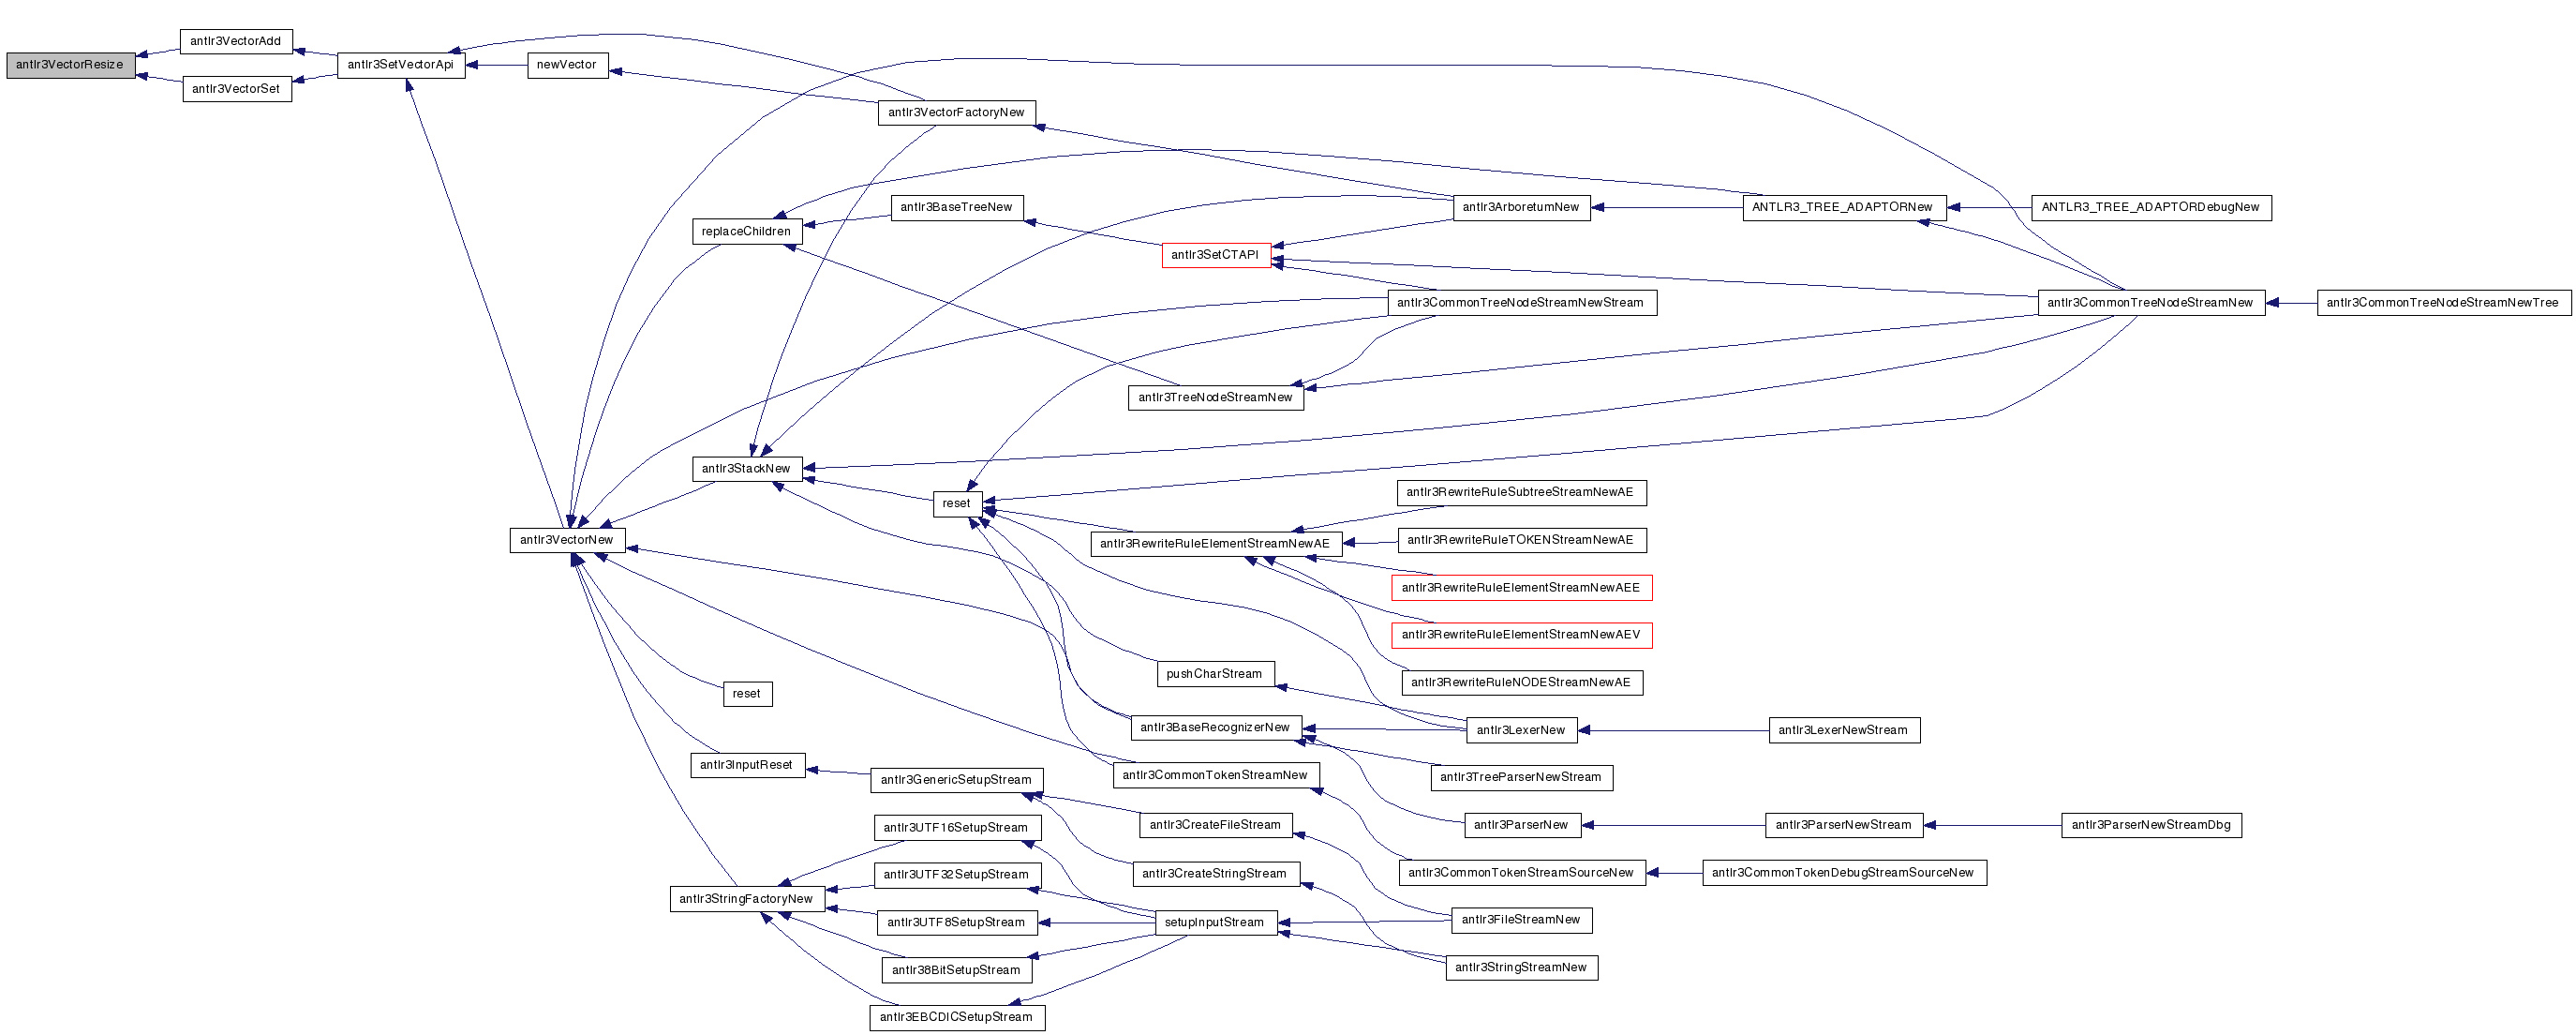 antlr3VectorResize
antlr3VectorAdd
antlr3VectorSet
antlr3SetVectorApi
newVector
antlr3VectorFactoryNew
antlr3VectorNew
replaceChildren
antlr3BaseTreeNew
antlr3SetCTAPI
antlr3ArboretumNew
ANTLR3_TREE_ADAPTORNew
ANTLR3_TREE_ADAPTORDebugNew
antlr3CommonTreeNodeStreamNewStream
antlr3CommonTreeNodeStreamNew
antlr3CommonTreeNodeStreamNewTree
antlr3TreeNodeStreamNew
antlr3StackNew
reset
antlr3RewriteRuleElementStreamNewAE
antlr3RewriteRuleSubtreeStreamNewAE
antlr3RewriteRuleTOKENStreamNewAE
antlr3RewriteRuleElementStreamNewAEE
antlr3RewriteRuleElementStreamNewAEV
antlr3RewriteRuleNODEStreamNewAE
pushCharStream
reset
antlr3BaseRecognizerNew
antlr3LexerNew
antlr3LexerNewStream
antlr3InputReset
antlr3GenericSetupStream
antlr3CommonTokenStreamNew
antlr3TreeParserNewStream
antlr3CreateFileStream
antlr3ParserNew
antlr3ParserNewStream
antlr3ParserNewStreamDbg
antlr3UTF16SetupStream
antlr3UTF32SetupStream
antlr3CreateStringStream
antlr3CommonTokenStreamSourceNew
antlr3CommonTokenDebugStreamSourceNew
antlr3StringFactoryNew
antlr3UTF8SetupStream
setupInputStream
antlr3FileStreamNew
antlr38BitSetupStream
antlr3StringStreamNew
antlr3EBCDICSetupStream